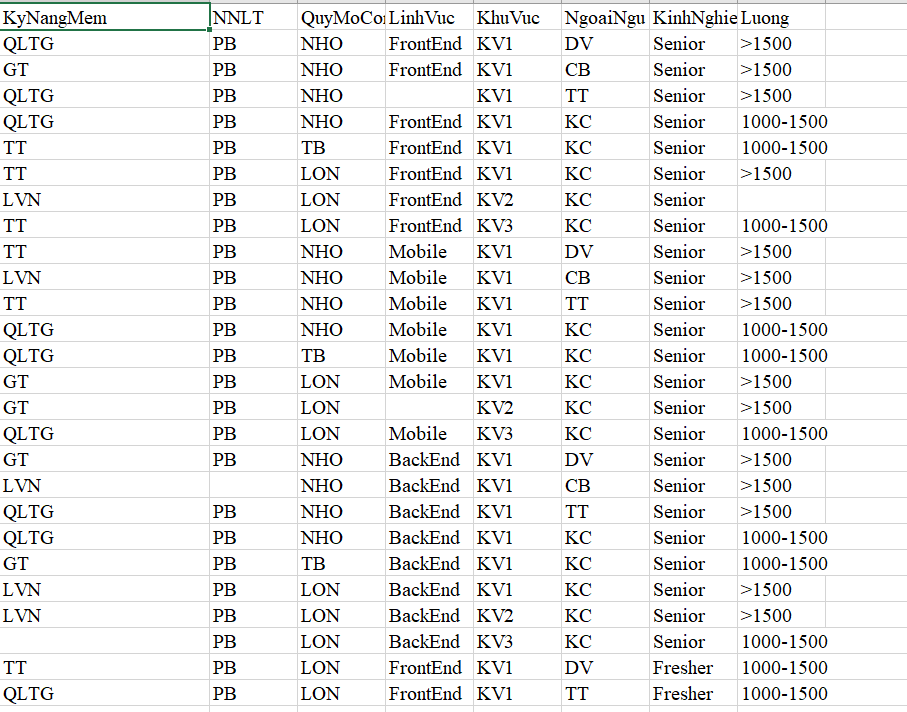 KyNangMem NNLT QuyMoCo LinhVuc KhuVuc NgoaiNgu KinhNghie Luong
QLTG PB NHO FrontEnd KV1 DV Senior >1500
GT PB NHO FrontEnd KV1 CB Senior >1500
QLTG PB NHO KV1 TT Senior >1500
QLTG PB NHO FrontEnd KV1 KC Senior 1000-1500
TT PB TB FrontEnd KV1 KC Senior 1000-1500
TT PB LON FrontEnd KV1 KC Senior >1500
LVN PB LON FrontEnd KV2 KC Senior
TT PB LON FrontEnd KV3 KC Senior 1000-1500
TT PB NHO Mobile KV1 DV Senior >1500
LVN PB NHO Mobile KV1 CB Senior >1500
TT PB NHO Mobile KV1 TT Senior >1500
QLTG PB NHO Mobile KV1 KC Senior 1000-1500
QLTG PB TB Mobile KV1 KC Senior 1000-1500
GT PB LON Mobile KV1 KC Senior >1500
GT PB LON KV2 KC Senior >1500
QLTG PB LON Mobile KV3 KC Senior 1000-1500
GT PB NHO BackEnd KV1 DV Senior >1500
LVN NHO BackEnd KV1 CB Senior >1500
QLTG PB NHO BackEnd KV1 TT Senior >1500
QLTG PB NHO BackEnd KV1 KC Senior 1000-1500
GT PB TB BackEnd KV1 KC Senior 1000-1500
LVN PB LON BackEnd KV1 KC Senior >1500
LVN PB LON BackEnd KV2 KC Senior >1500
PB LON BackEnd KV3 KC Senior 1000-1500
TT PB LON FrontEnd KV1 DV Fresher 1000-1500
QLTG PB LON FrontEnd KV1 TT Fresher 1000-1500